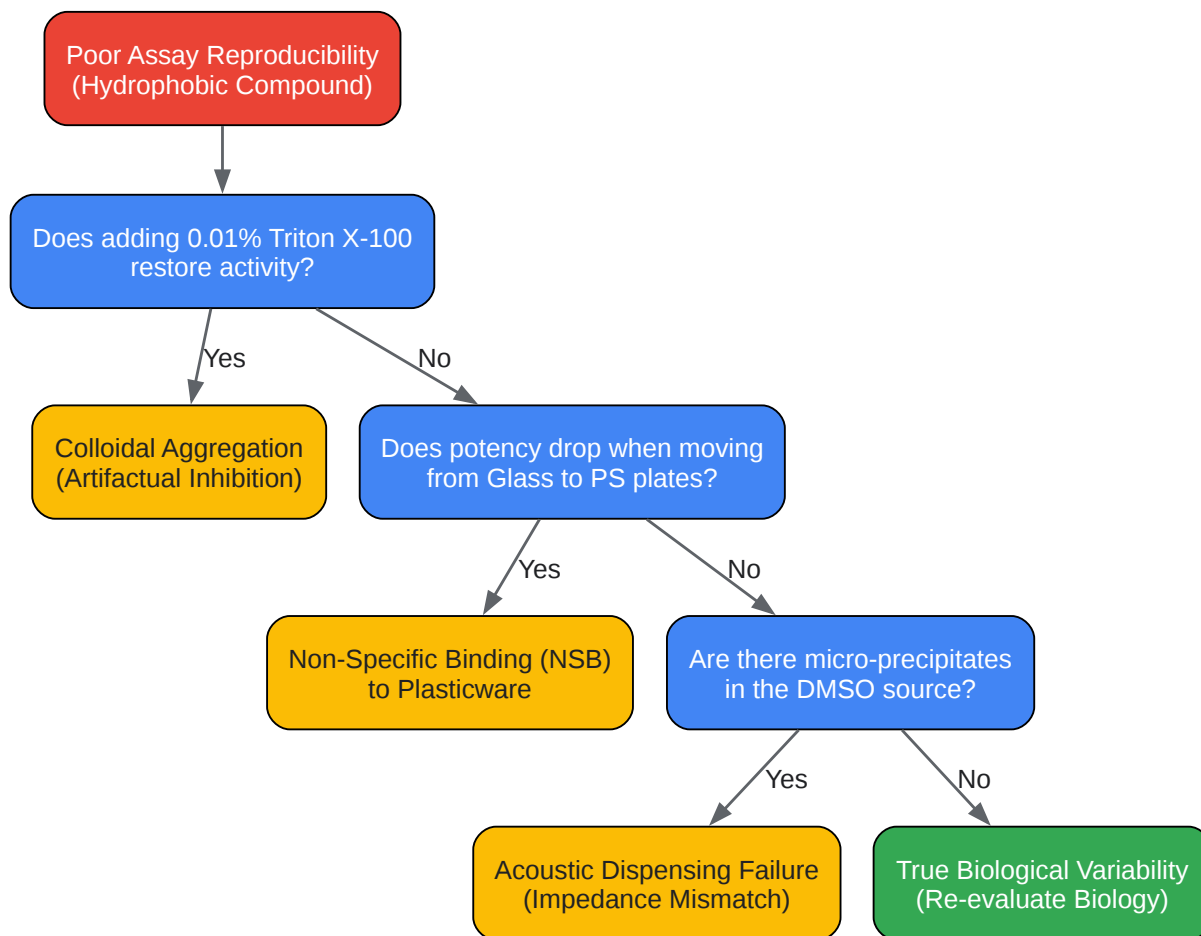 Poor Assay Reproducibility
(Hydrophobic Compound)
Does adding 0.01% Triton X-100
restore activity?
Yes
No
Colloidal Aggregation
(Artifactual Inhibition)
Does potency drop when moving
from Glass to PS plates?
Yes
No
Non-Specific Binding (NSB)
to Plasticware
Are there micro-precipitates
in the DMSO source?
Yes
No
Acoustic Dispensing Failure
(Impedance Mismatch)
True Biological Variability
(Re-evaluate Biology)